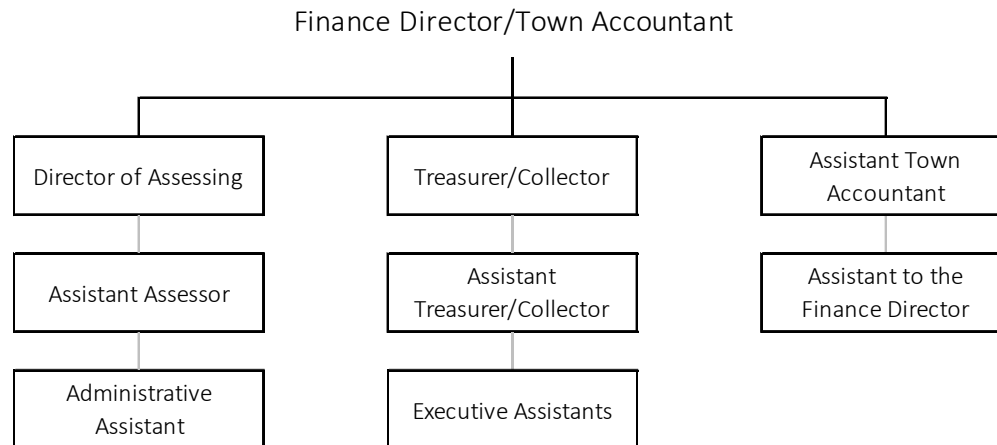 Finance Director/Town Accountant
Director of Assessing
Treasurer/Collector
Assistant Town
Accountant
Assistant Assessor
Assistant
Treasurer/Collector
Assistant to the
Finance Director
Administrative
Assistant
Executive Assistants